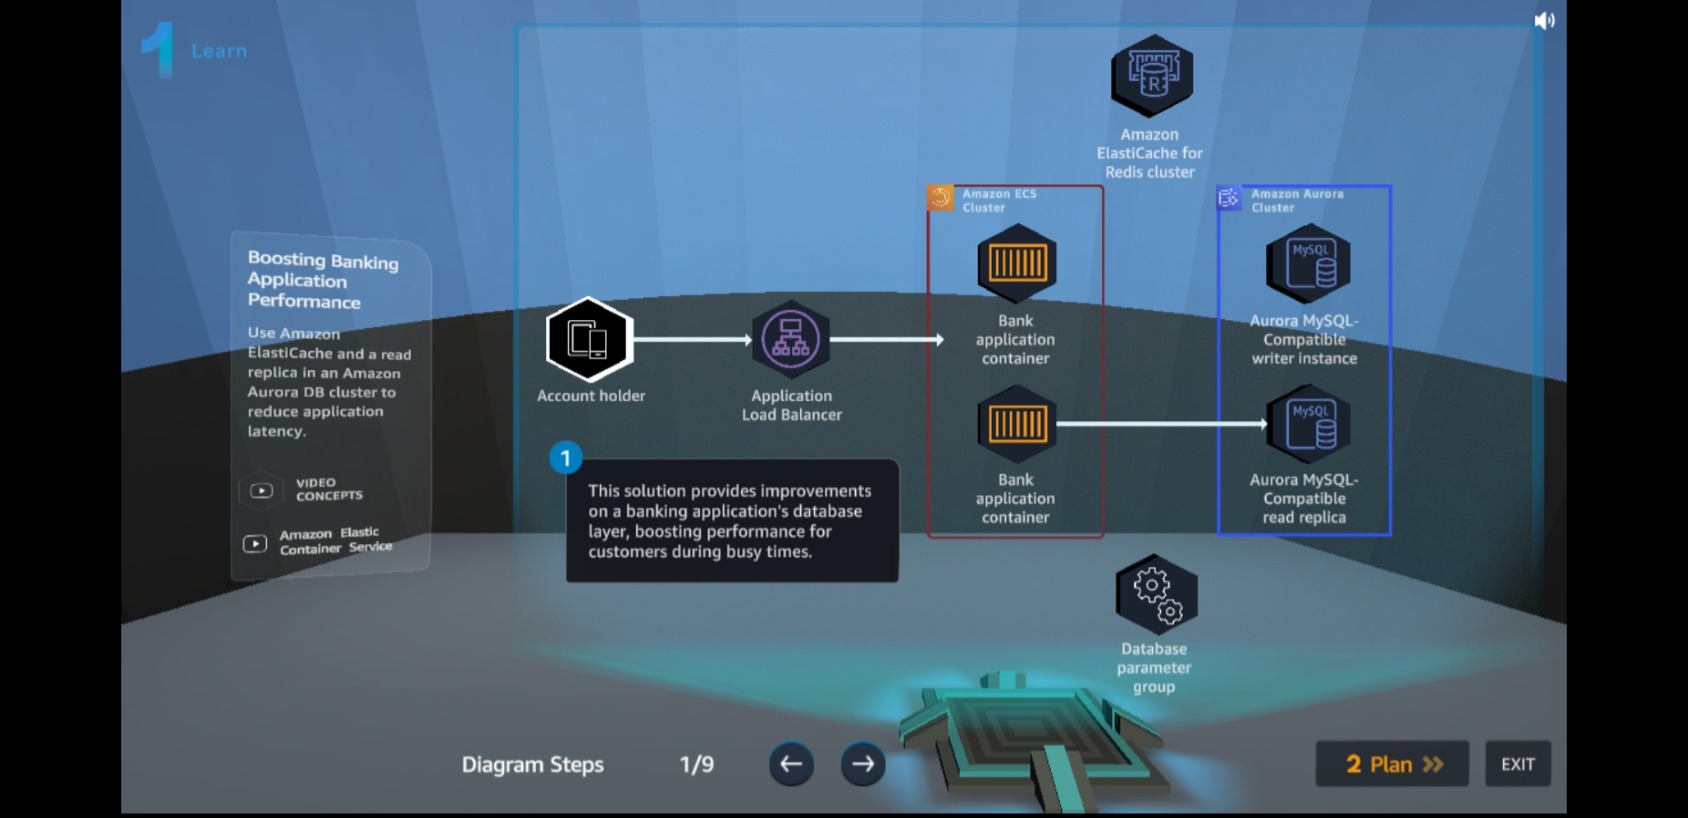 1 Learn
Boosting Banking
Application
Performance
Use Amazon
ElastiCache and a read
replica in an Amazon
Aurora DB cluster to
reduce application
latency.
VIDEO
CONCEPTS
Amazon Elastic
Container Service
Account holder
Application
Load Balancer
1
This solution provides improvements
on a banking application's database
layer, boosting performance for
customers during busy times.
R
Amazon
ElastiCache for
Redis cluster
Amazon ECS
Cluster
Bank
application
container
Bank
application
container
Amazon Aurora
Cluster
MySQL
Aurora MySQL-
Compatible
writer instance
MySQL
Aurora MySQL-
Compatible
read replica
Database
parameter
group
Diagram Steps
1/9
2 Plan
EXIT